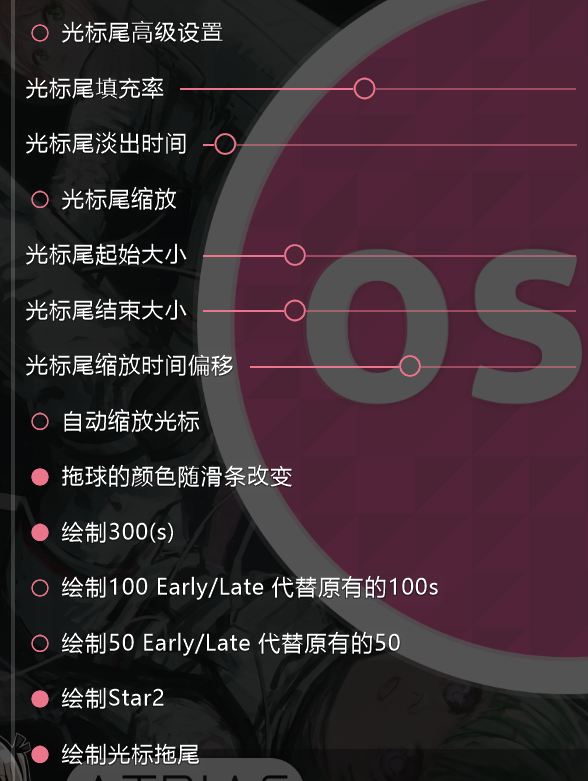 光标尾高级设置
光标尾填充率
光标尾淡出时间
光标尾缩放
光标尾起始大小
光标尾结束大小
光标尾缩放时间偏移
自动缩放光标
拖球的颜色随滑条改变
绘制300(s)
绘制100 Early/Late 代替原有的100s
绘制50 Early/Late 代替原有的50
绘制Star2
绘制光标拖尾
os